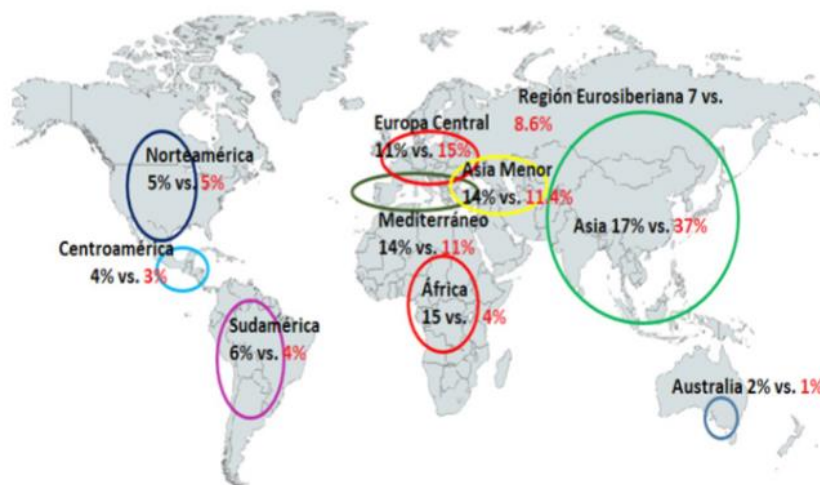 Región Eurosiberiana 7 vs.
8.6%
Europa Central
11% vs. 15%
Norteamérica
5% vs. 5%
Asia Menor
14% vs. 11.4%
Mediterráneo
14% vs. 11%
Asia 17% vs. 37%
Centroamérica
4% vs. 3%
África
15 vs. 4%
Sudamérica
6% vs. 4%
Australia 2% vs. 1%